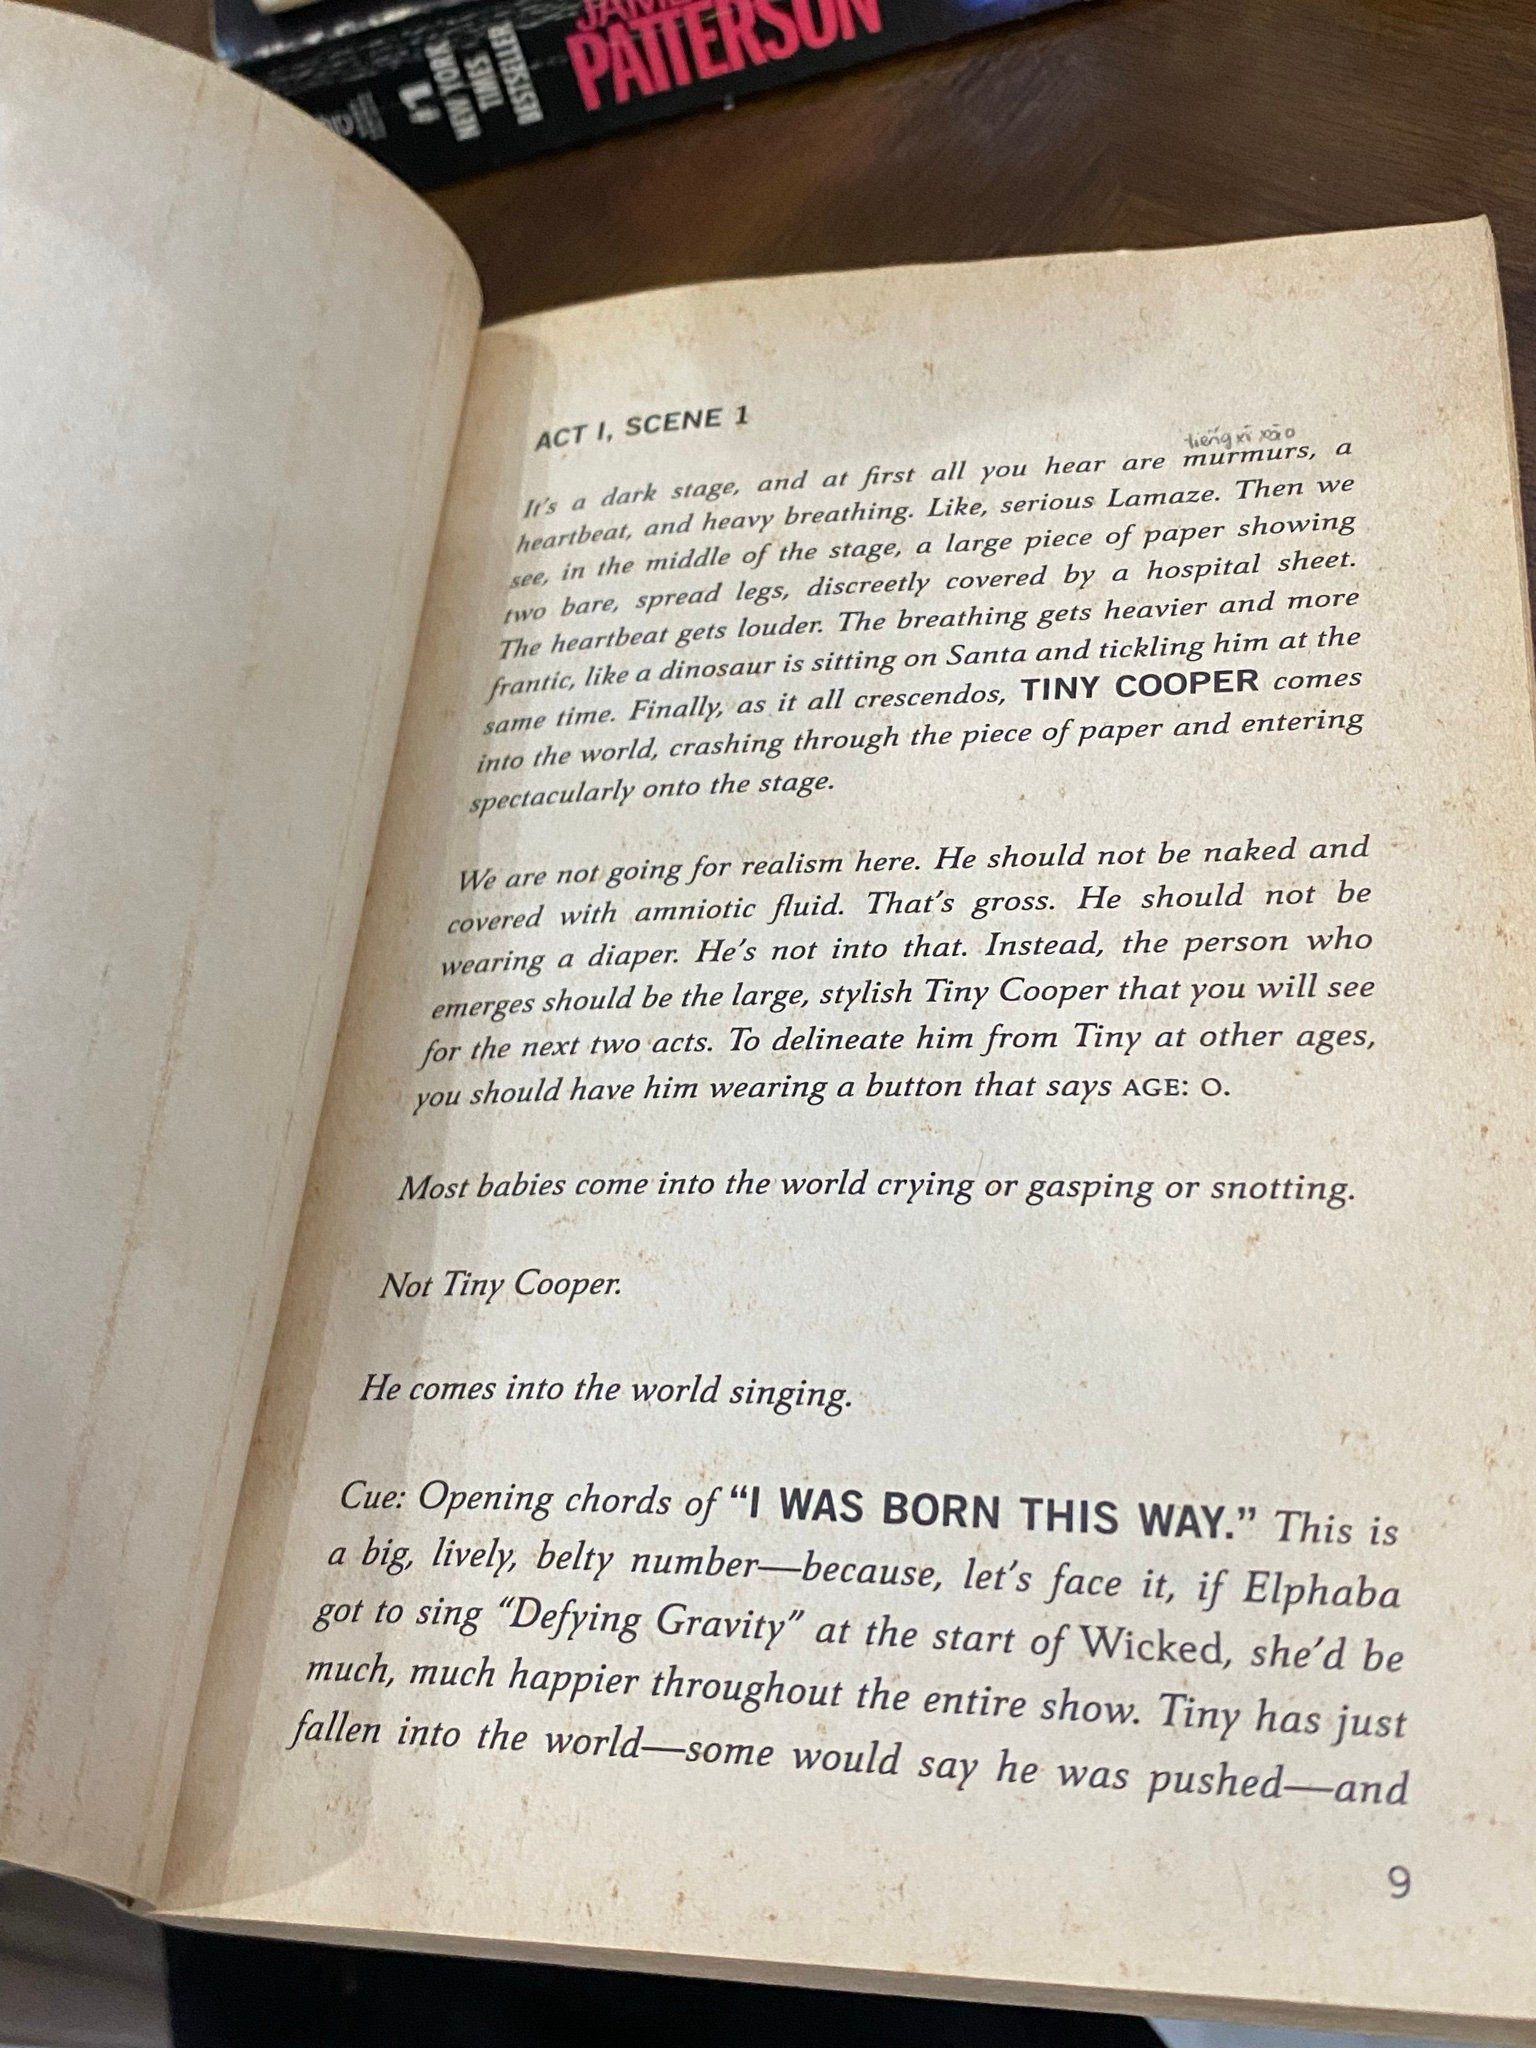 PATTERSON
#1
NEW YORK
TIMES
BESTSELLER
ACT I, SCENE 1
tiếng xì xào
It's a dark stage, and at first all you hear are murmurs, a
heartbeat, and heavy breathing. Like, serious Lamaze. Then we
see, in the middle of the stage, a large piece of paper showing
two bare, spread legs, discreetly covered by a hospital sheet.
The heartbeat gets louder. The breathing gets heavier and more
frantic, like a dinosaur is sitting on Santa and tickling him at the
same time. Finally, as it all crescendos, TINY COOPER comes
into the world, crashing through the piece of paper and entering
spectacularly onto the stage.
We are not going for realism here. He should not be naked and
covered with amniotic fluid. That's gross. He should not be
wearing a diaper. He's not into that. Instead, the person who
emerges should be the large, stylish Tiny Cooper that you will see
for the next two acts. To delineate him from Tiny at other ages,
you should have him wearing a button that says AGE: 0.
Most babies come into the world crying or gasping or snotting.
Not Tiny Cooper.
He comes into the world singing.
Cue: Opening chords of “I WAS BORN THIS WAY.” This is
a big, lively, belty number—because, let's face it, if Elphaba
got to sing “Defying Gravity” at the start of Wicked, she'd be
much, much happier throughout the entire show. Tiny has just
fallen into the world—some would say he was pushed—and
9